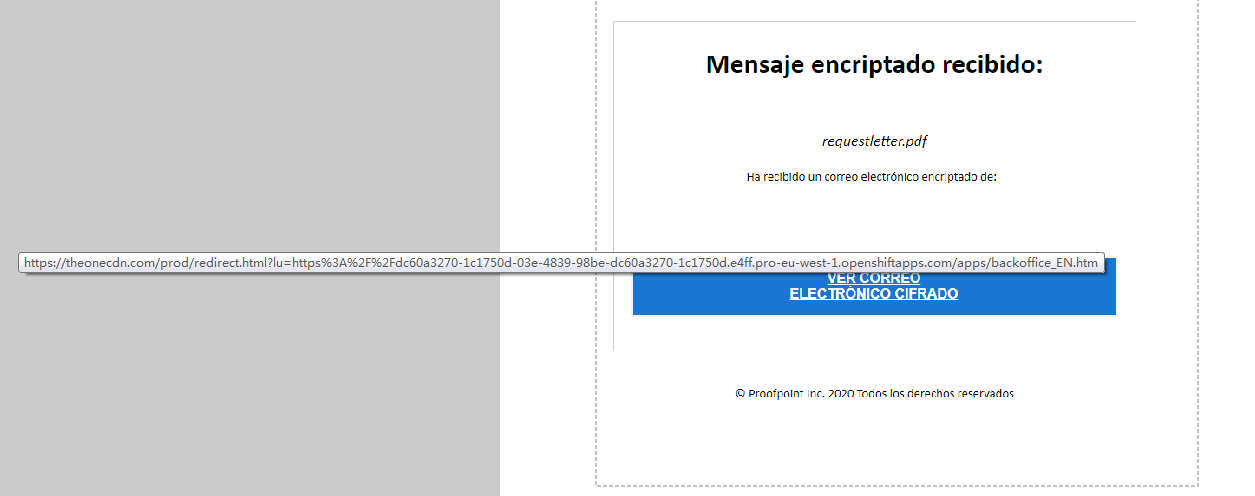 Mensaje encriptado recibido:
requestletter.pdf
Ha recibido un correo electrónico encriptado de:
https://theonecdn.com/prod/redirect.html?lu=https%3A%2F%2Fdc60a3270-1c1750d-03e-4839-98be-dc60a3270-1c1750d.e4ff.pro-eu-west-1.openshiftapps.com/apps/backoffice_EN.htm
VER CORREO
ELECTRÓNICO CIFRADO
© Proofpoint Inc. 2020 Todos los derechos reservados